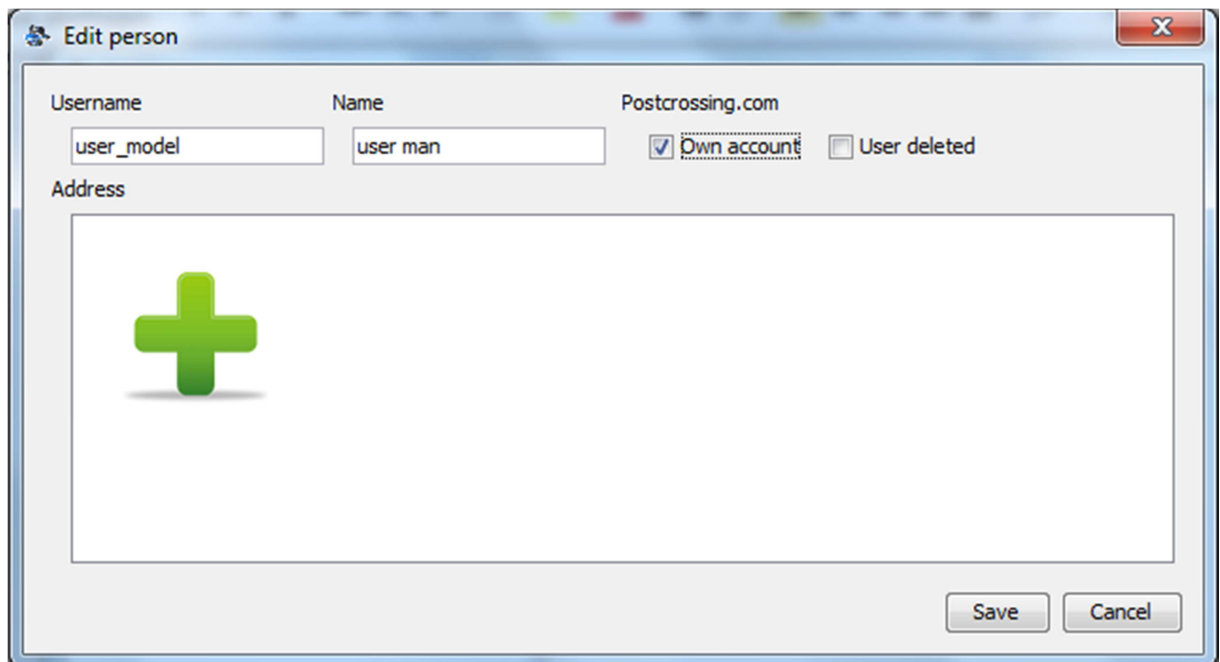 Edit person
Username Name Postcrossing.com
user_model user man Own account User deleted
Address
Save Cancel